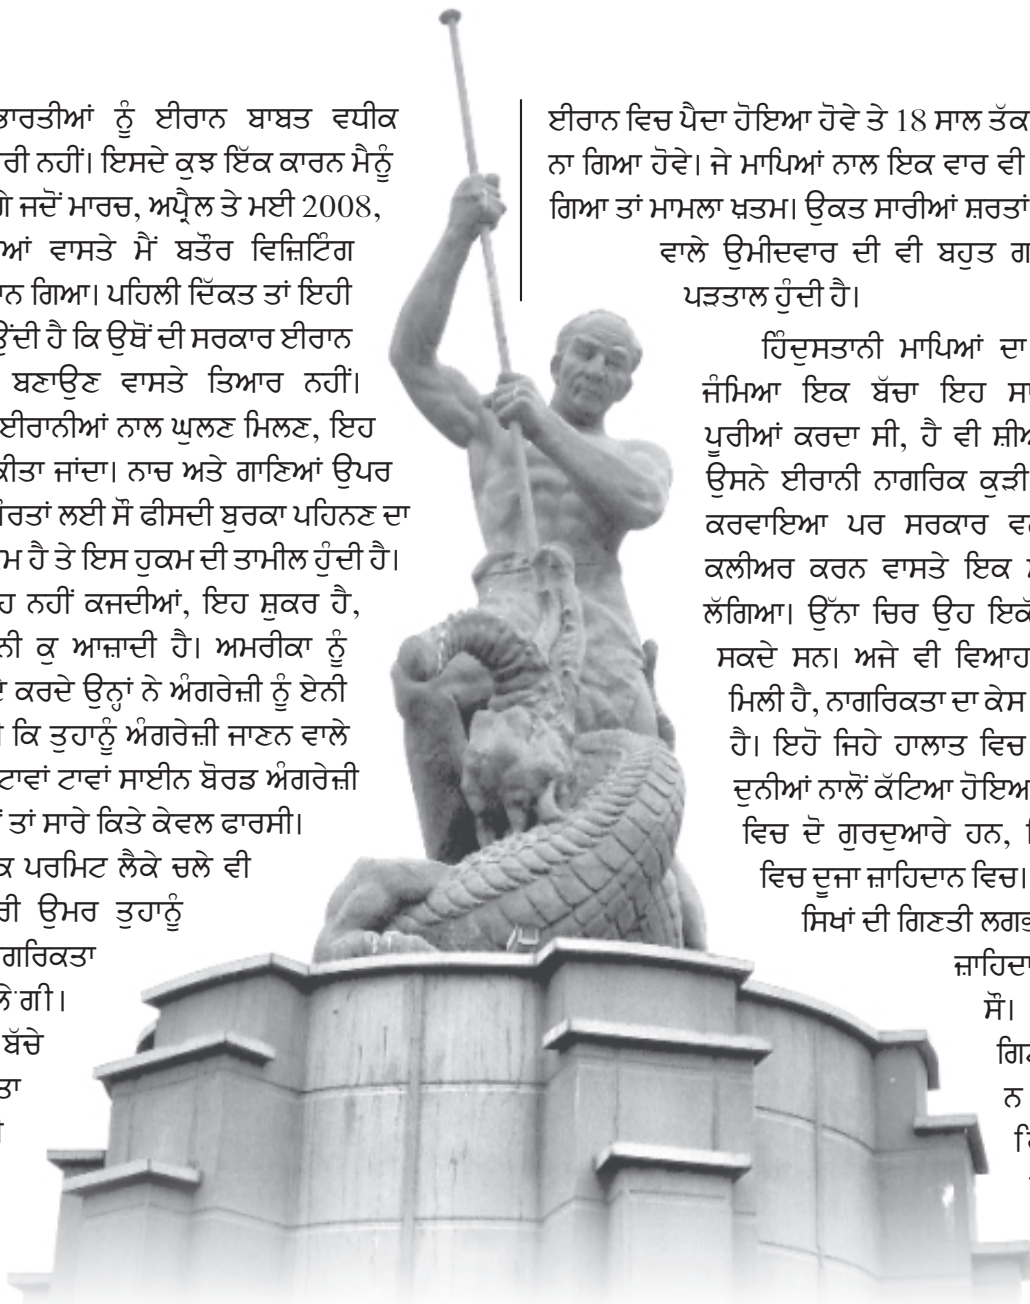 ਭਾਰਤੀਆਂ ਨੂੰ ਈਰਾਨ ਬਾਬਤ ਵਧੀਕ
ਨਹੀਂ। ਇਸਦੇ ਕੁਝ ਇੱਕ ਕਾਰਨ ਮੈਨੂੰ
ਜਦੋਂ ਮਾਰਚ, ਅਪ੍ਰੈਲ ਤੇ ਮਈ 2008,
ਵਾਸਤੇ ਮੈਂ ਬਤੌਰ ਵਿਜ਼ਿਟਿੰਗ
ਗਿਆ। ਪਹਿਲੀ ਦਿੱਕਤ ਤਾਂ ਇਹੀ
ਹੈ ਕਿ ਉਥੋਂ ਦੀ ਸਰਕਾਰ ਈਰਾਨ
ਬਣਾਉਣ ਵਾਸਤੇ ਤਿਆਰ ਨਹੀਂ।
ਈਰਾਨੀਆਂ ਨਾਲ ਘੁਲਣ ਮਿਲਣ, ਇਹ
ਕੀਤਾ ਜਾਂਦਾ। ਨਾਚ ਅਤੇ ਗਾਣਿਆਂ ਉਪਰ
ਲਈ ਸੌ ਫੀਸਦੀ ਬੁਰਕਾ ਪਹਿਨਣ ਦਾ
ਹੈ ਤੇ ਇਸ ਹੁਕਮ ਦੀ ਤਾਮੀਲ ਹੁੰਦੀ ਹੈ।
ਨਹੀਂ ਕਜਦੀਆਂ, ਇਹ ਸ਼ੁਕਰ ਹੈ,
ਕੁ ਆਜ਼ਾਦੀ ਹੈ। ਅਮਰੀਕਾ ਨੂੰ
ਕਰਦੇ ਉਨ੍ਹਾਂ ਨੇ ਅੰਗਰੇਜ਼ੀ ਨੂੰ ਏਨੀ
ਕਿ ਤੁਹਾਨੂੰ ਅੰਗਰੇਜ਼ੀ ਜਾਣਨ ਵਾਲੇ
ਟਾਵਾਂ ਟਾਵਾਂ ਸਾਈਨ ਬੋਰਡ ਅੰਗਰੇਜ਼ੀ
ਤਾਂ ਸਾਰੇ ਕਿਤੇ ਕੇਵਲ ਫਾਰਸੀ।
ਪਰਮਿਟ ਲੈਕੇ ਚਲੇ ਵੀ
ਉਮਰ ਤੁਹਾਨੂੰ
ਗਰਿਕਤਾ
ਬੱਚੇ
ਈਰਾਨ ਵਿਚ ਪੈਦਾ ਹੋਇਆ ਹੋਵੇ ਤੇ 18 ਸਾਲ ਤੱਕ
ਨਾ ਗਿਆ ਹੋਵੇ। ਜੇ ਮਾਪਿਆਂ ਨਾਲ ਇਕ ਵਾਰ ਵੀ
ਗਿਆ ਤਾਂ ਮਾਮਲਾ ਖ਼ਤਮ। ਉਕਤ ਸਾਰੀਆਂ ਸ਼ਰਤਾਂ
ਵਾਲੇ ਉਮੀਦਵਾਰ ਦੀ ਵੀ ਬਹੁਤ
ਪੜਤਾਲ ਹੁੰਦੀ ਹੈ।
ਹਿੰਦੁਸਤਾਨੀ ਮਾਪਿਆਂ ਦਾ
ਜੰਮਿਆ ਇਕ ਬੱਚਾ ਇਹ
ਪੂਰੀਆਂ ਕਰਦਾ ਸੀ, ਹੈ ਵੀ
ਉਸਨੇ ਈਰਾਨੀ ਨਾਗਰਿਕ ਕੁੜੀ
ਕਰਵਾਇਆ ਪਰ ਸਰਕਾਰ
ਕਲੀਅਰ ਕਰਨ ਵਾਸਤੇ ਇਕ
ਲੱਗਿਆ। ਉੱਨਾ ਚਿਰ ਉਹ
ਸਕਦੇ ਸਨ। ਅਜੇ ਵੀ ਵਿਆਹ
ਮਿਲੀ ਹੈ, ਨਾਗਰਿਕਤਾ ਦਾ ਕੇਸ
ਹੈ। ਇਹੋ ਜਿਹੇ ਹਾਲਾਤ ਵਿਚ
ਦੁਨੀਆਂ ਨਾਲੋਂ ਕੱਟਿਆ
ਵਿਚ ਦੋ ਗੁਰਦੁਆਰੇ ਹਨ,
ਵਿਚ ਦੂਜਾ ਜ਼ਾਹਿਦਾਨ ਵਿਚ।
ਸਿਖਾਂ ਦੀ ਗਿਣਤੀ
ਜ਼ਾਹਿਦਾ
ਸੌ।
ਨ